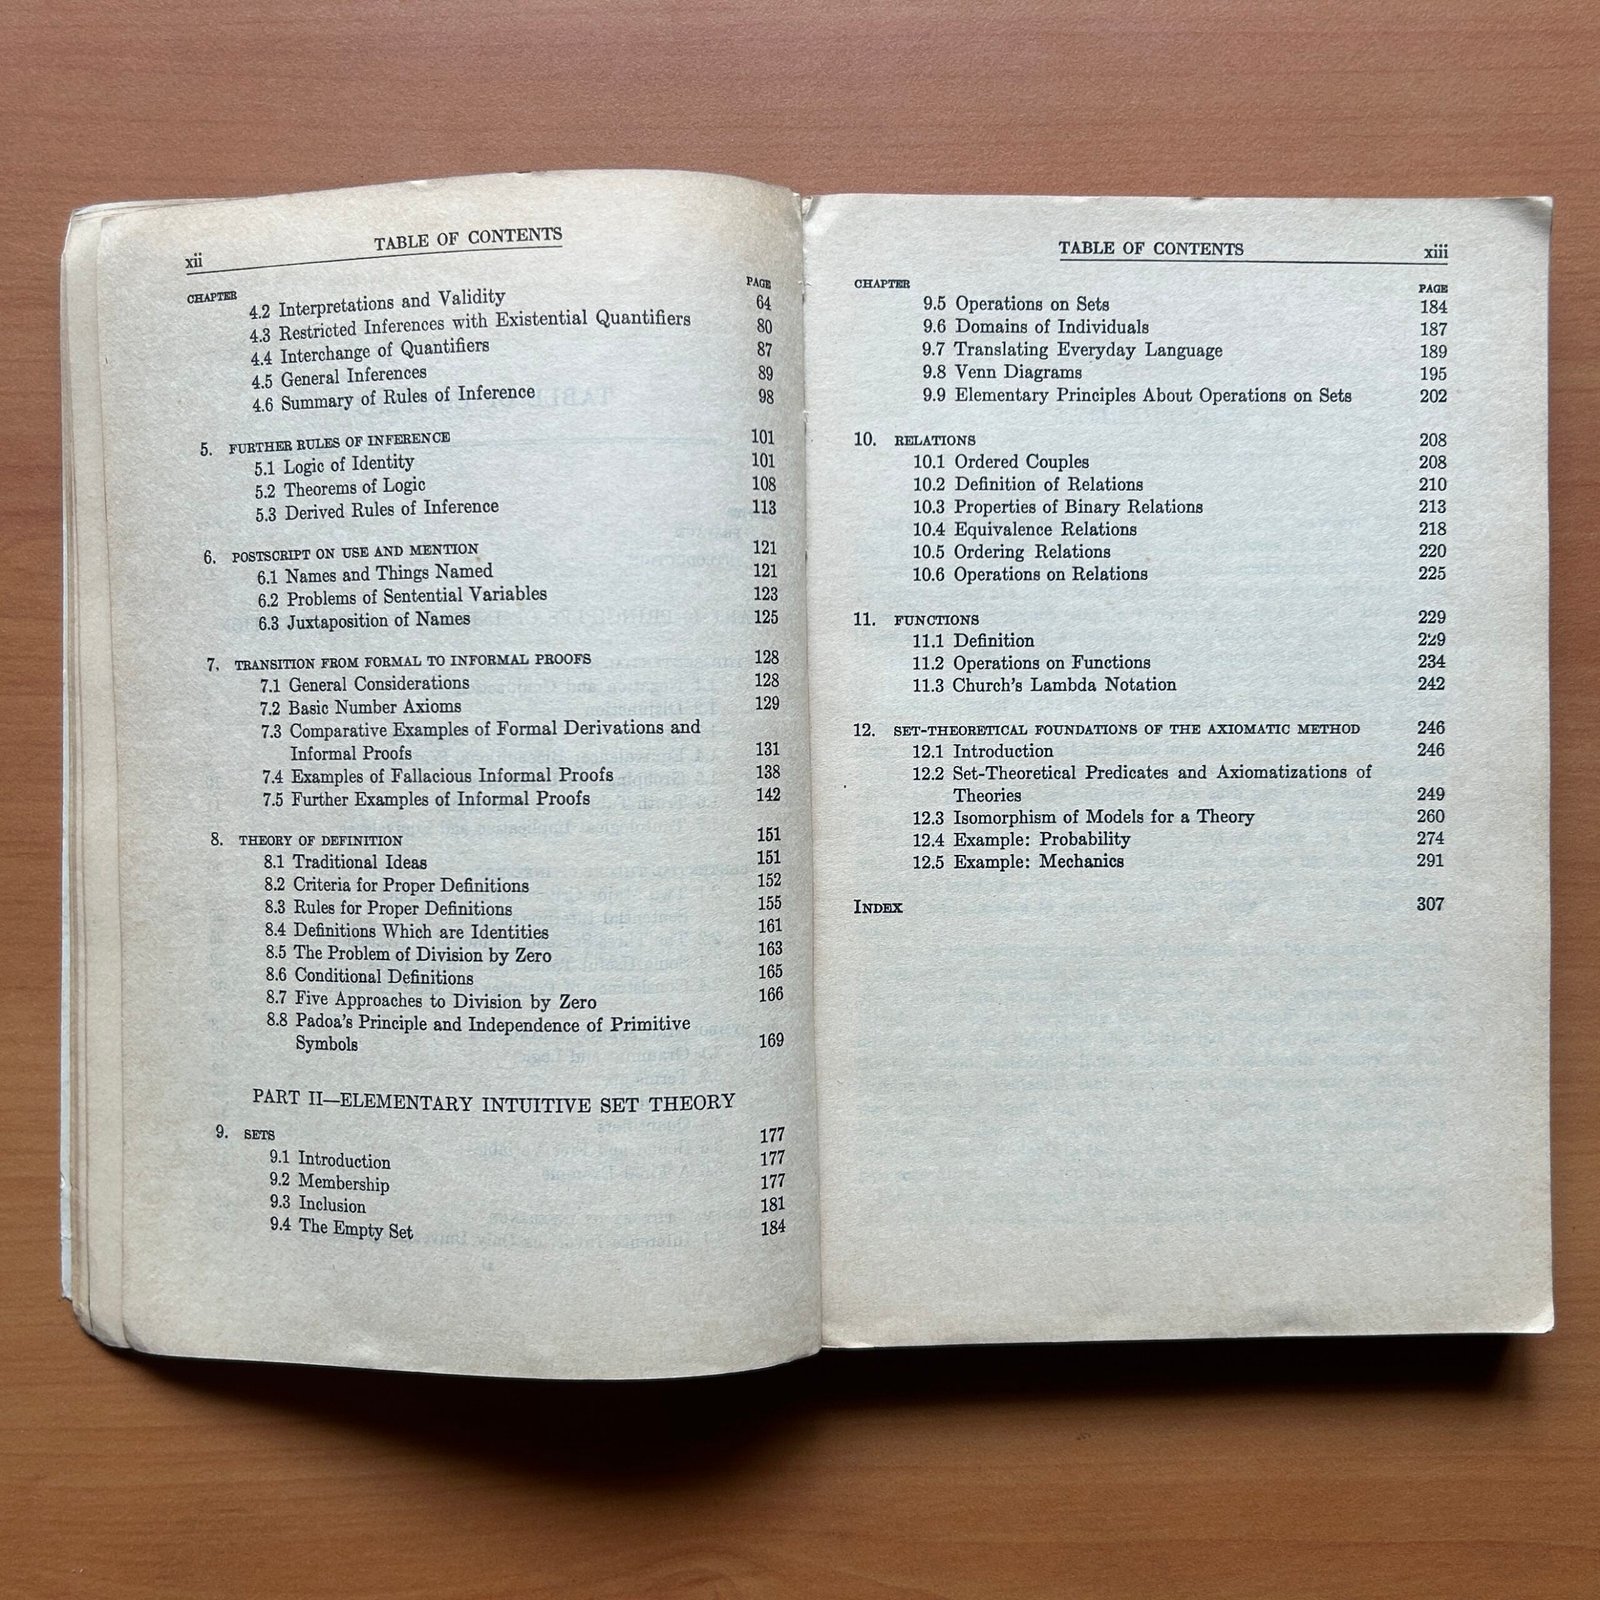 xii TABLE OF CONTENTS
CHAPTER PAGE
4.2 Interpretations and Validity 64
4.3 Restricted Inferences with Existential Quantifiers 80
4.4 Interchange of Quantifiers 87
4.5 General Inferences 89
4.6 Summary of Rules of Inference 98
5. FURTHER RULES OF INFERENCE 101
5.1 Logic of Identity 101
5.2 Theorems of Logic 108
5.3 Derived Rules of Inference 113
6. POSTSCRIPT ON USE AND MENTION 121
6.1 Names and Things Named 121
6.2 Problems of Sentential Variables 123
6.3 Juxtaposition of Names 125
7. TRANSITION FROM FORMAL TO INFORMAL PROOFS 128
7.1 General Considerations 128
7.2 Basic Number Axioms 129
7.3 Comparative Examples of Formal Derivations and
Informal Proofs 131
7.4 Examples of Fallacious Informal Proofs 138
7.5 Further Examples of Informal Proofs 142
8. THEORY OF DEFINITION 151
8.1 Traditional Ideas 151
8.2 Criteria for Proper Definitions 152
8.3 Rules for Proper Definitions 155
8.4 Definitions Which are Identities 161
8.5 The Problem of Division by Zero 163
8.6 Conditional Definitions 165
8.7 Five Approaches to Division by Zero 166
8.8 Padoa's Principle and Independence of Primitive
Symbols 169
PART II—ELEMENTARY INTUITIVE SET THEORY
9. SETS 177
9.1 Introduction 177
9.2 Membership 177
9.3 Inclusion 181
9.4 The Empty Set 184
TABLE OF CONTENTS xiii
CHAPTER PAGE
9.5 Operations on Sets 184
9.6 Domains of Individuals 187
9.7 Translating Everyday Language 189
9.8 Venn Diagrams 195
9.9 Elementary Principles About Operations on Sets 202
10. RELATIONS 208
10.1 Ordered Couples 208
10.2 Definition of Relations 210
10.3 Properties of Binary Relations 213
10.4 Equivalence Relations 218
10.5 Ordering Relations 220
10.6 Operations on Relations 225
11. FUNCTIONS 229
11.1 Definition 229
11.2 Operations on Functions 234
11.3 Church's Lambda Notation 242
12. SET-THEORETICAL FOUNDATIONS OF THE AXIOMATIC METHOD 246
12.1 Introduction 246
12.2 Set-Theoretical Predicates and Axiomatizations of
Theories 249
12.3 Isomorphism of Models for a Theory 260
12.4 Example: Probability 274
12.5 Example: Mechanics 291
INDEX 307